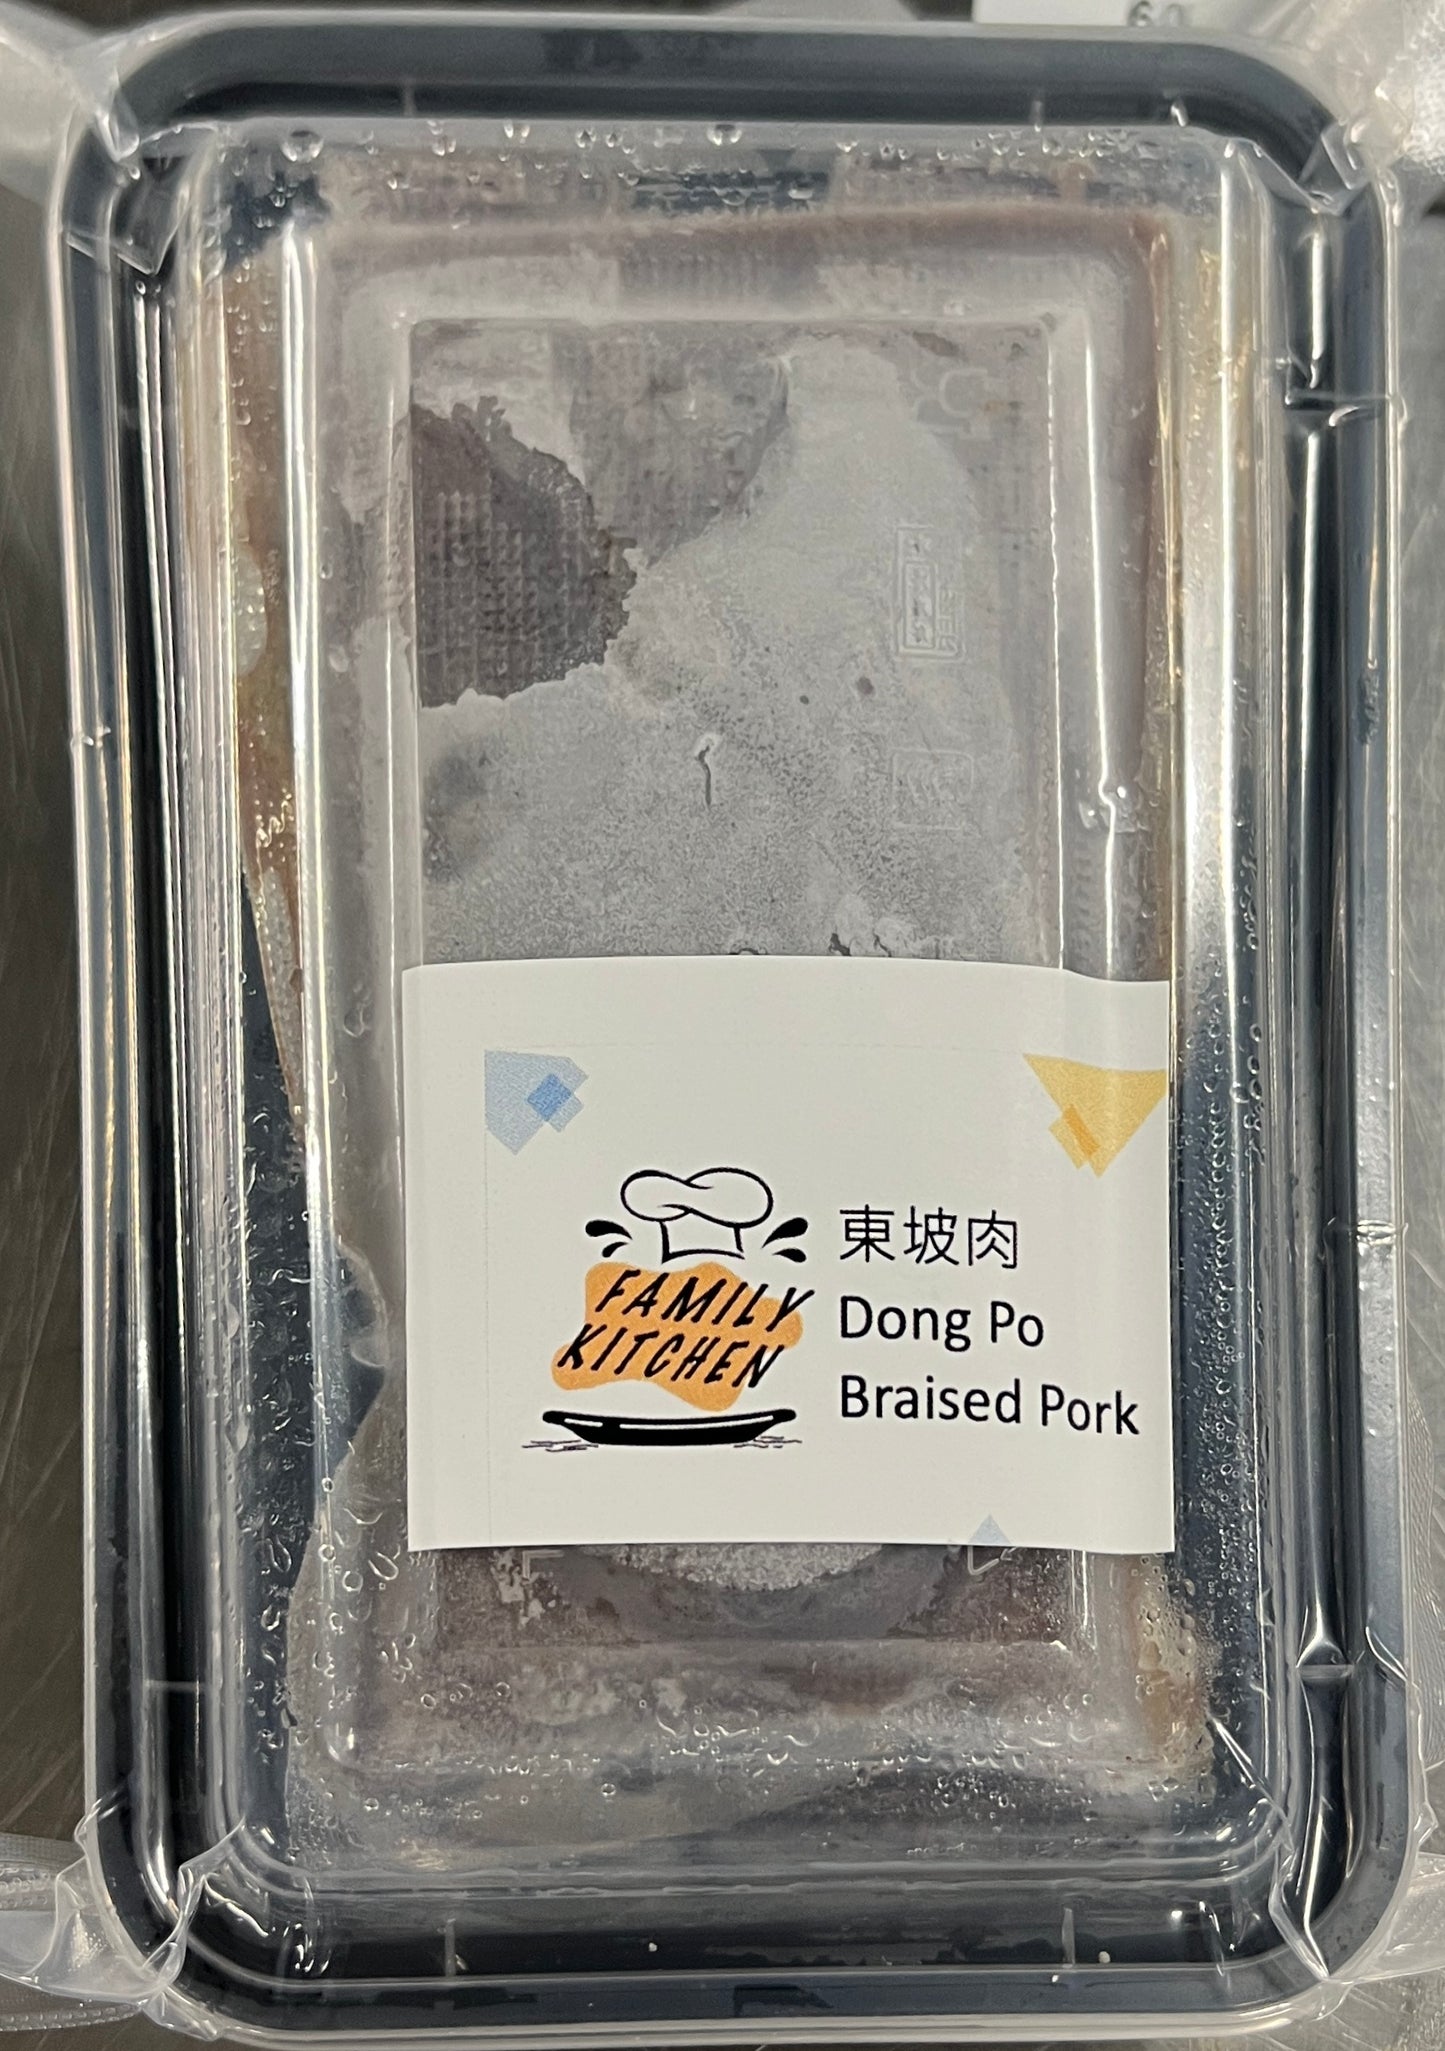 FAMILY
KITCHEN
東坡肉
Dong Po
Braised Pork